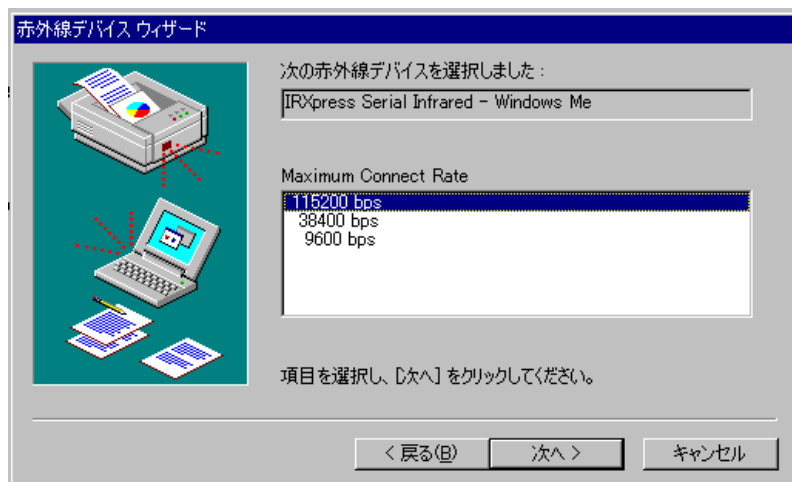 赤外線デバイス ウィザード
次の赤外線デバイスを選択しました :
IRXpress Serial Infrared - Windows Me
Maximum Connect Rate
115200 bps
38400 bps
9600 bps
項目を選択し、[次へ] をクリックしてください。
< 戻る(B)
次へ >
キャンセル